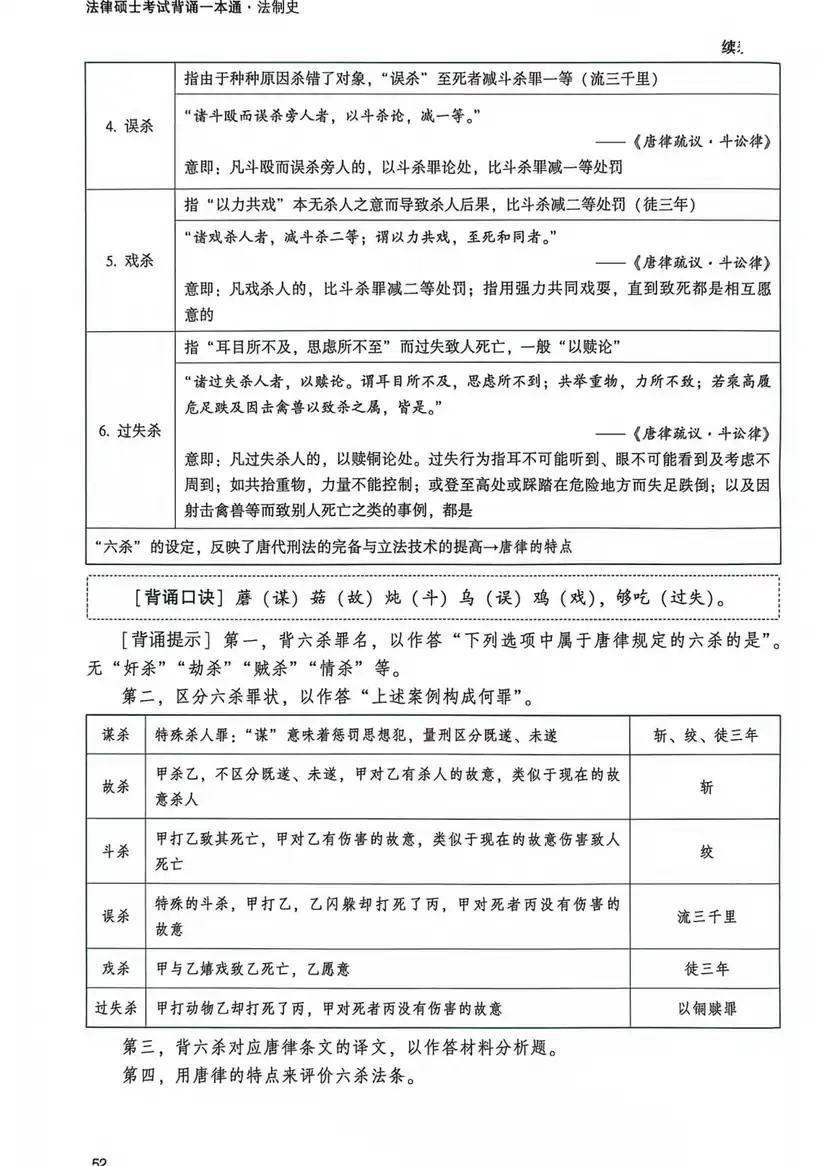 法律硕士考试背诵一本通·法制史
续
4. 误杀
指由于种种原因杀错了对象，“误杀”至死者减斗杀罪一等（流三千里）
“诸斗殴而误杀旁人者，以斗杀论，减一等。”
——《唐律疏议·斗讼律》
意即：凡斗殴而误杀旁人的，以斗杀罪论处，比斗杀罪减一等处罚
5. 戏杀
指“以力共戏”本无杀人之意而导致杀人后果，比斗杀减二等处罚（徒三年）
“诸戏杀人者，减斗杀二等；谓以力共戏，至死和同者。”
——《唐律疏议·斗讼律》
意即：凡戏杀人的，比斗杀罪减二等处罚；指用强力共同戏耍，直到致死都是相互愿
意的
6. 过失杀
指“耳目所不及，思虑所不至”而过失致人死亡，一般“以赎论”
“诸过失杀人者，以赎论。谓耳目所不及，思虑所不到；共举重物，力所不致；若乘高履
危足跌及因击禽兽以致杀之属，皆是。”
——《唐律疏议·斗讼律》
意即：凡过失杀人的，以赎铜论处。过失行为指耳不可能听到、眼不可能看到及考虑不
周到；如共抬重物，力量不能控制；或登至高处或踩踏在危险地方而失足跌倒；以及因
射击禽兽等而致别人死亡之类的事例，都是
“六杀”的设定，反映了唐代刑法的完备与立法技术的提高→唐律的特点
［背诵口诀］蘑（谋）菇（故）炖（斗）乌（误）鸡（戏），够吃（过失）。
［背诵提示］第一，背六杀罪名，以作答“下列选项中属于唐律规定的六杀的是”。
无“奸杀”“劫杀”“贼杀”“情杀”等。
第二，区分六杀罪状，以作答“上述案例构成何罪”。
谋杀 特殊杀人罪：“谋”意味着惩罚思想犯，量刑区分既遂、未遂 斩、绞、徒三年
故杀 甲杀乙，不区分既遂、未遂，甲对乙有杀人的故意，类似于现在的故
意杀人 斩
斗杀 甲打乙致其死亡，甲对乙有伤害的故意，类似于现在的故意伤害致人
死亡 绞
误杀 特殊的斗杀，甲打乙，乙闪躲却打死了丙，甲对死者丙没有伤害的
故意 流三千里
戏杀 甲与乙嬉戏致乙死亡，乙愿意 徒三年
过失杀 甲打动物乙却打死了丙，甲对死者丙没有伤害的故意 以铜赎罪
第三，背六杀对应唐律条文的译文，以作答材料分析题。
第四，用唐律的特点来评价六杀法条。
52